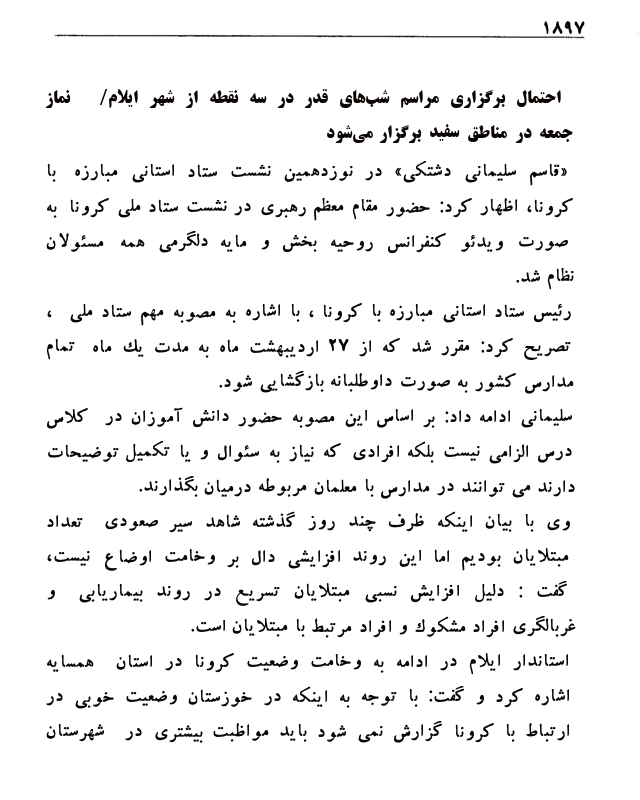 ۱۸۹۷
احتمال برگزاری مراسم شب‌های قدر در سه نقطه از شهر ایلام/ نماز
جمعه در مناطق سفید برگزار می‌شود
«قاسم سلیمانی دشتکی» در نوزدهمین نشست ستاد استانی مبارزه با
کرونا، اظهار کرد: حضور مقام معظم رهبری در نشست ستاد ملی کرونا به
صورت ویدئو کنفرانس روحیه بخش و مایه دلگرمی همه مسئولان
نظام شد.
رئیس ستاد استانی مبارزه با کرونا ، با اشاره به مصوبه مهم ستاد ملی ،
تصریح کرد: مقرر شد که از ۲۷ اردیبهشت ماه به مدت یك ماه تمام
مدارس کشور به صورت داوطلبانه بازگشایی شود.
سلیمانی ادامه داد: بر اساس این مصوبه حضور دانش آموزان در کلاس
درس الزامی نیست بلکه افرادی که نیاز به سئوال و یا تکمیل توضیحات
دارند می توانند در مدارس با معلمان مربوطه درمیان بگذارند.
وی با بیان اینکه ظرف چند روز گذشته شاهد سیر صعودی تعداد
مبتلایان بودیم اما این روند افزایشی دال بر وخامت اوضاع نیست،
گفت : دلیل افزایش نسبی مبتلایان تسریع در روند بیماریابی و
غربالگری افراد مشکوك و افراد مرتبط با مبتلایان است.
استاندار ایلام در ادامه به وخامت وضعیت کرونا در استان همسایه
اشاره کرد و گفت: با توجه به اینکه در خوزستان وضعیت خوبی در
ارتباط با کرونا گزارش نمی شود باید مواظبت بیشتری در شهرستان